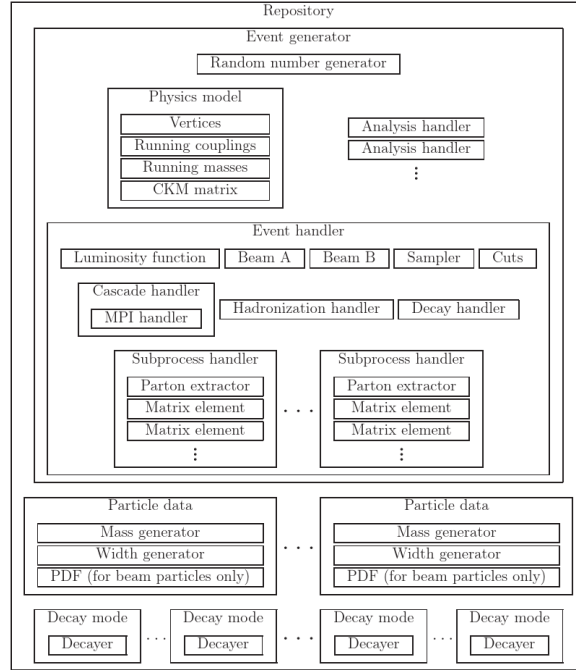 Repository
Event generator
Random number generator
Physics model
Vertices
Running couplings
Running masses
CKM matrix
Analysis handler
Analysis handler
⋮
Event handler
Luminosity function Beam A Beam B Sampler Cuts
Cascade handler
MPI handler
Hadronization handler Decay handler
Subprocess handler
Parton extractor
Matrix element
Matrix element
⋮
. . .
Subprocess handler
Parton extractor
Matrix element
Matrix element
⋮
Particle data
Mass generator
Width generator
PDF (for beam particles only)
. . .
Particle data
Mass generator
Width generator
PDF (for beam particles only)
Decay mode
Decayer
...
Decay mode
Decayer
. . .
Decay mode
Decayer
...
Decay mode
Decayer